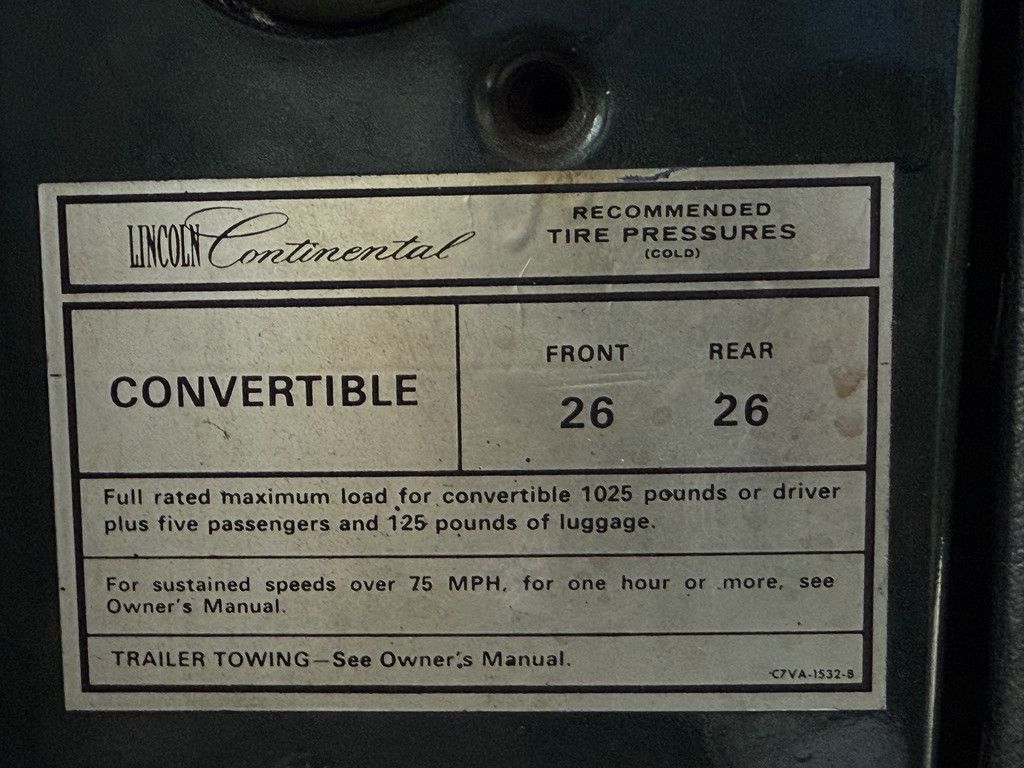 LINCOLN Continental
RECOMMENDED
TIRE PRESSURES
(COLD)
CONVERTIBLE
FRONT REAR
26 26
Full rated maximum load for convertible 1025 pounds or driver
plus five passengers and 125 pounds of luggage.
For sustained speeds over 75 MPH, for one hour or more, see
Owner's Manual.
TRAILER TOWING—See Owner's Manual.
C7VA-1532-B